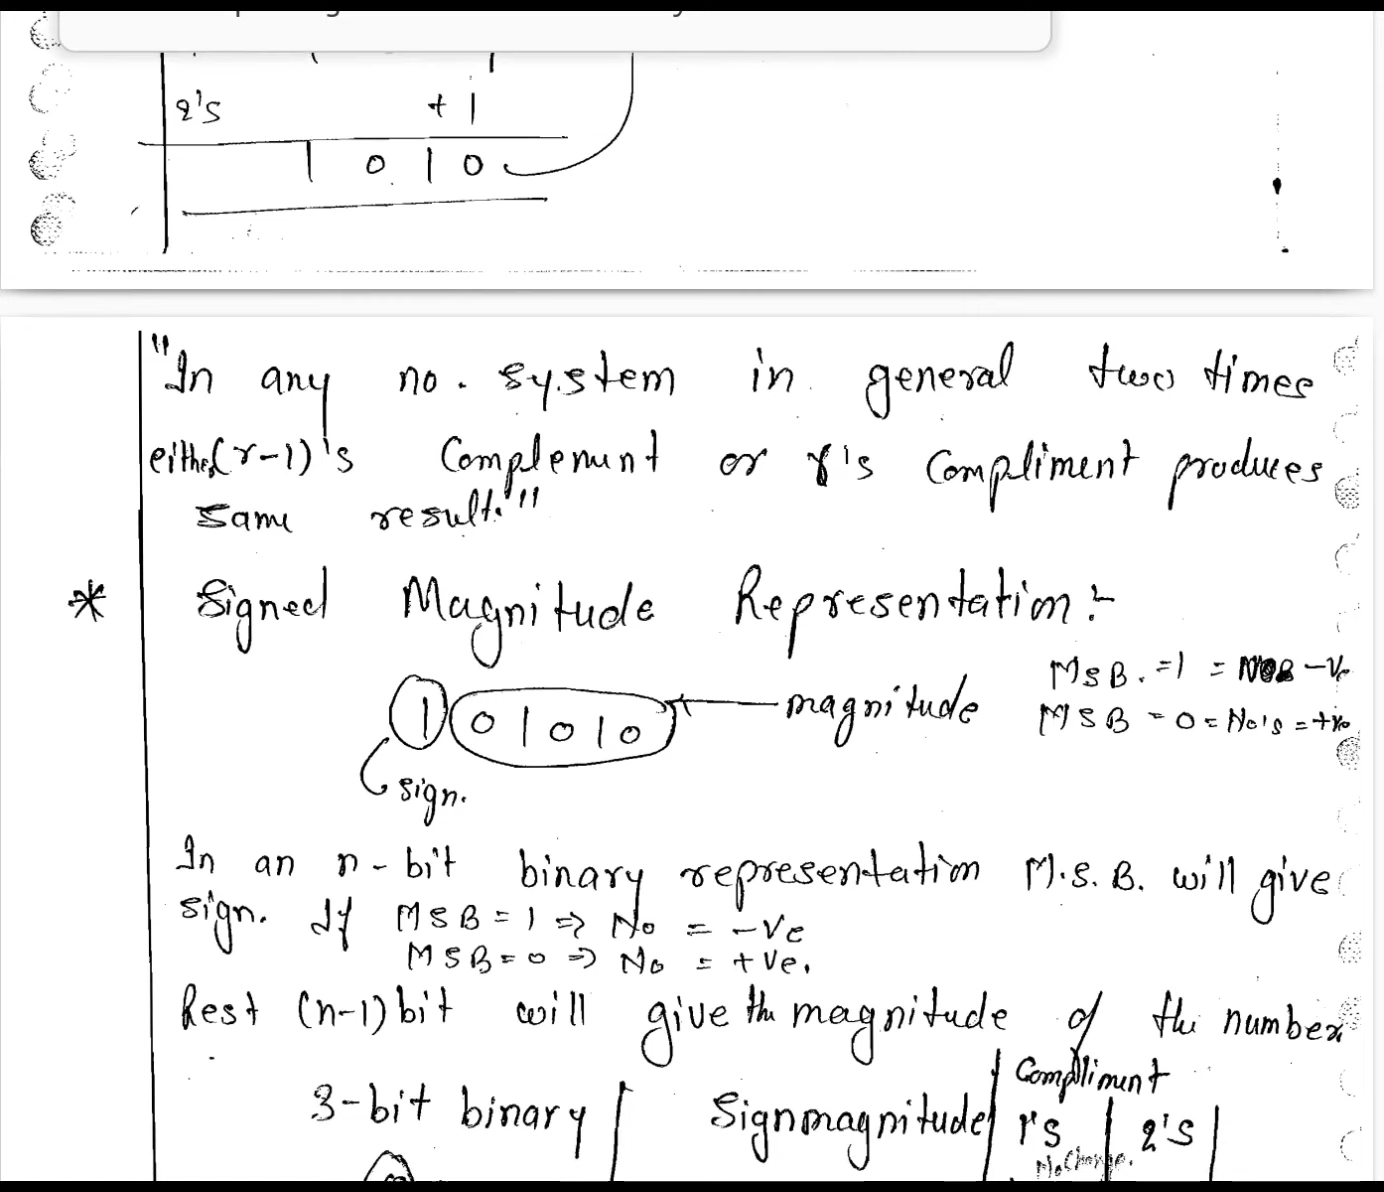 2's + 1
1 0 1 0
"In any no. system in general two times
either (r-1)'s Complement or r's Compliment produces
same result."
* Signed Magnitude Representation:-
MSB. = 1 = -ve
1 0 1 0 1 0 magnitude MSB = 0 = No's = +ve
sign.
In an n-bit binary representation M.S.B. will give
sign. If MSB = 1 => No = -ve
MSB = 0 => No = +ve.
Rest (n-1) bit will give the magnitude of the number
Compliment
3-bit binary Signmagnitude 1's 2's
No Change.